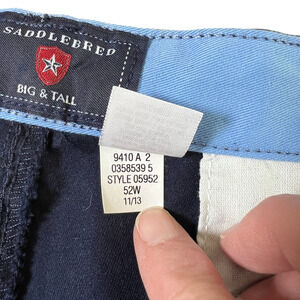 SADDLEBRED
BIG & TALL
9410 A 2
0358539 5
STYLE 05952
52W
11/13